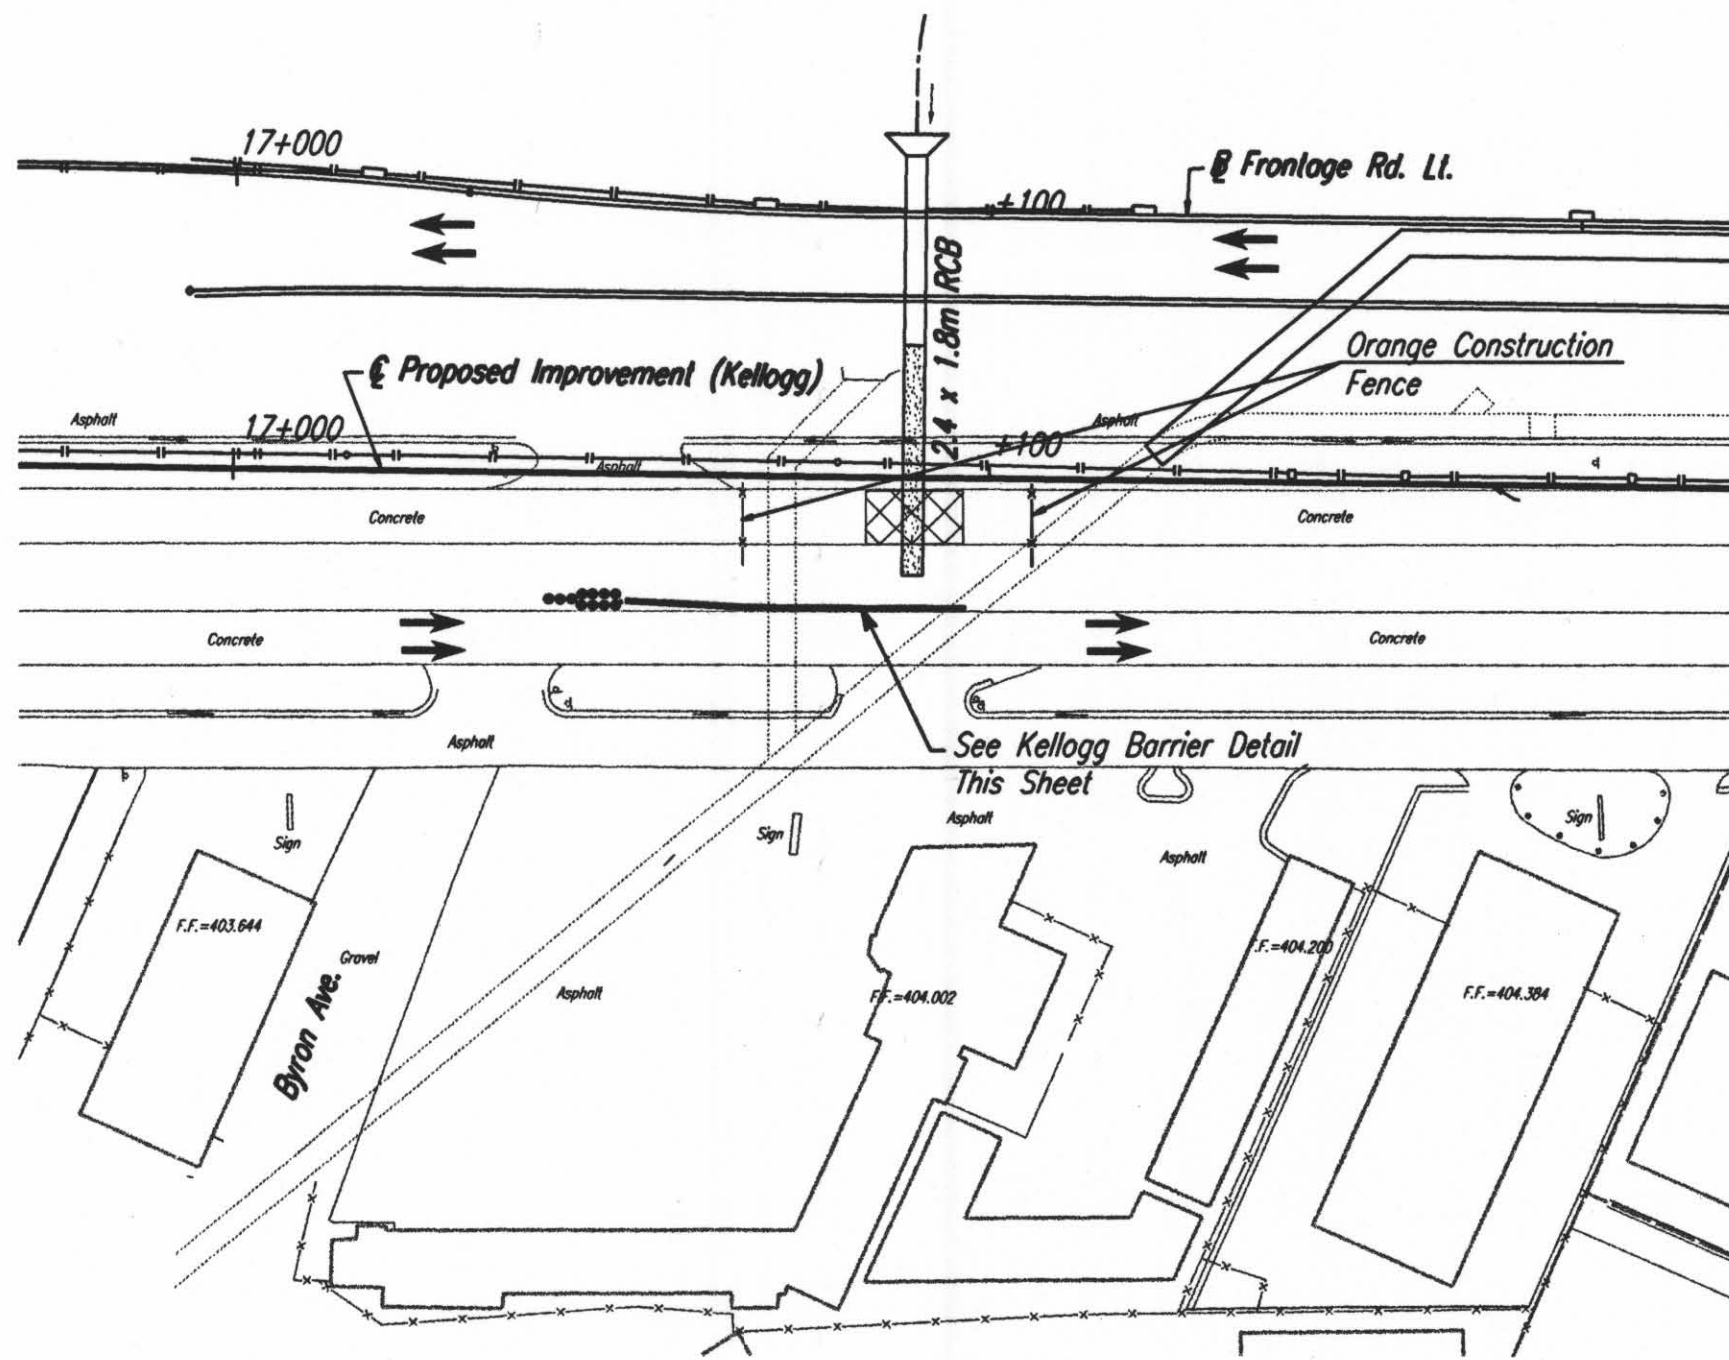 17+000
℄ Frontage Rd. Lt.
+100
2.4 x 1.8m RCB
Orange Construction
Fence
℄ Proposed Improvement (Kellogg)
Asphalt
Asphalt
17+000
+100
Asphalt
Concrete
Concrete
Concrete
Concrete
See Kellogg Barrier Detail
This Sheet
Asphalt
Asphalt
Sign
Sign
Sign
Asphalt
F.F.=403.644
F.F.=404.200
Gravel
Byron Ave.
Asphalt
F.F.=404.002
F.F.=404.384